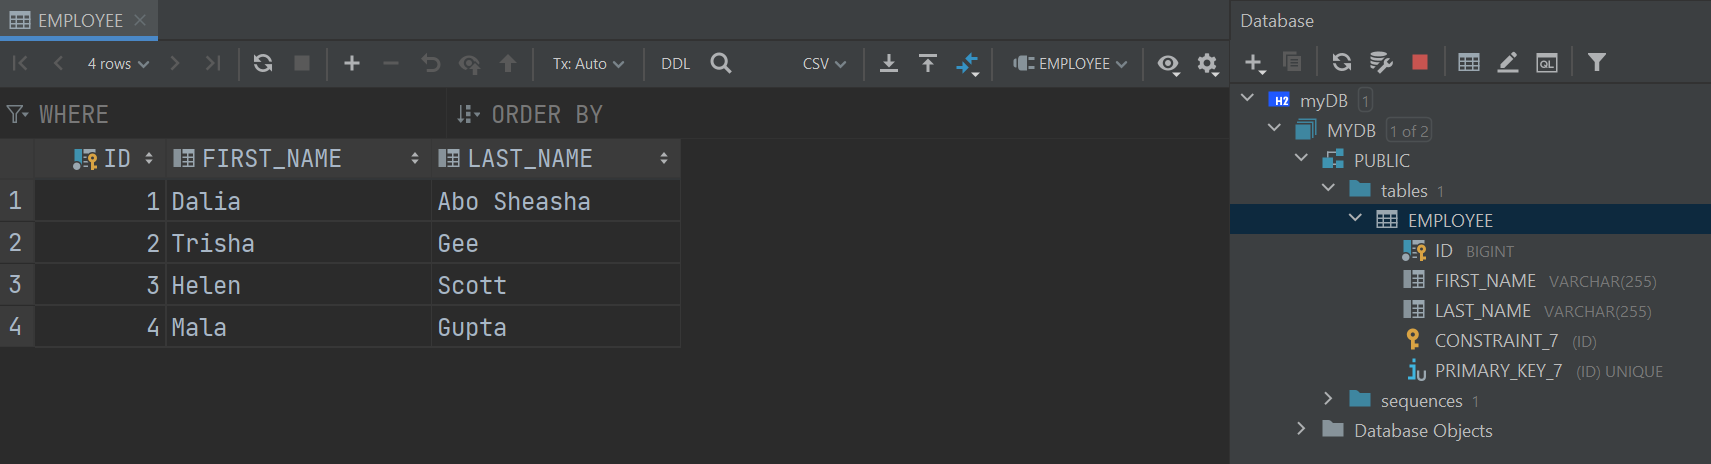 EMPLOYEE
4 rows Tx: Auto DDL CSV EMPLOYEE
WHERE ORDER BY
ID FIRST_NAME LAST_NAME
1 1 Dalia Abo Sheasha
2 2 Trisha Gee
3 3 Helen Scott
4 4 Mala Gupta
Database
QL
H2 myDB 1
MYDB 1 of 2
PUBLIC
tables 1
EMPLOYEE
ID BIGINT
FIRST_NAME VARCHAR(255)
LAST_NAME VARCHAR(255)
CONSTRAINT_7 (ID)
PRIMARY_KEY_7 (ID) UNIQUE
sequences 1
Database Objects